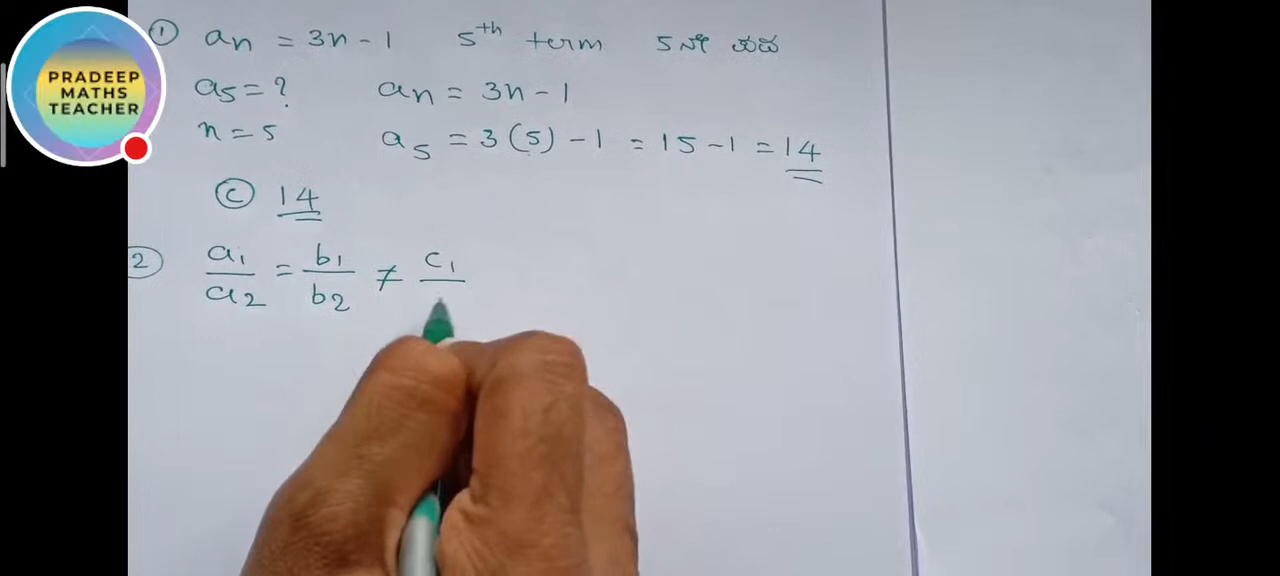 PRADEEP
MATHS
TEACHER
① an = 3n - 1 5th term 5ನೇ ಪದ
a5 = ? an = 3n - 1
n = 5 a5 = 3(5) - 1 = 15 - 1 = 14
ⓒ 14
② a1/a2 = b1/b2 ≠ c1/